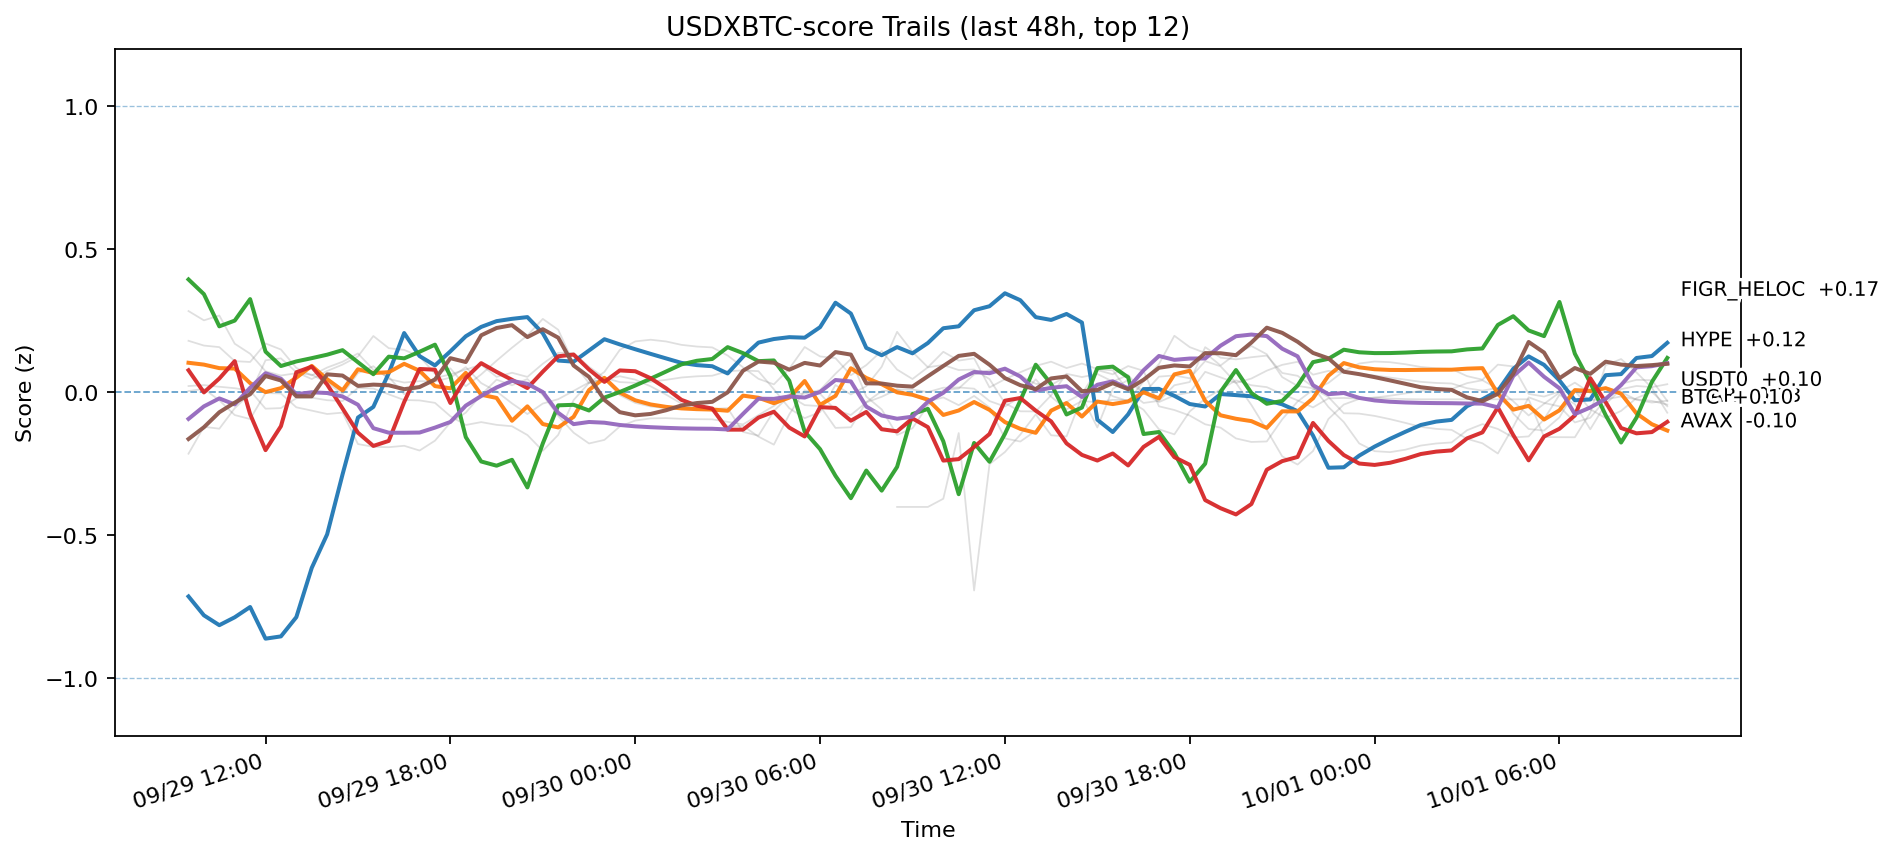 USDXBTC-score Trails (last 48h, top 12)
Score (z)
1.0
0.5
0.0
−0.5
−1.0
FIGR_HELOC +0.17
HYPE +0.12
USDT0 +0.10
BTC +0.10
AVAX -0.10
09/29 12:00
09/29 18:00
09/30 00:00
09/30 06:00
09/30 12:00
09/30 18:00
10/01 00:00
10/01 06:00
Time